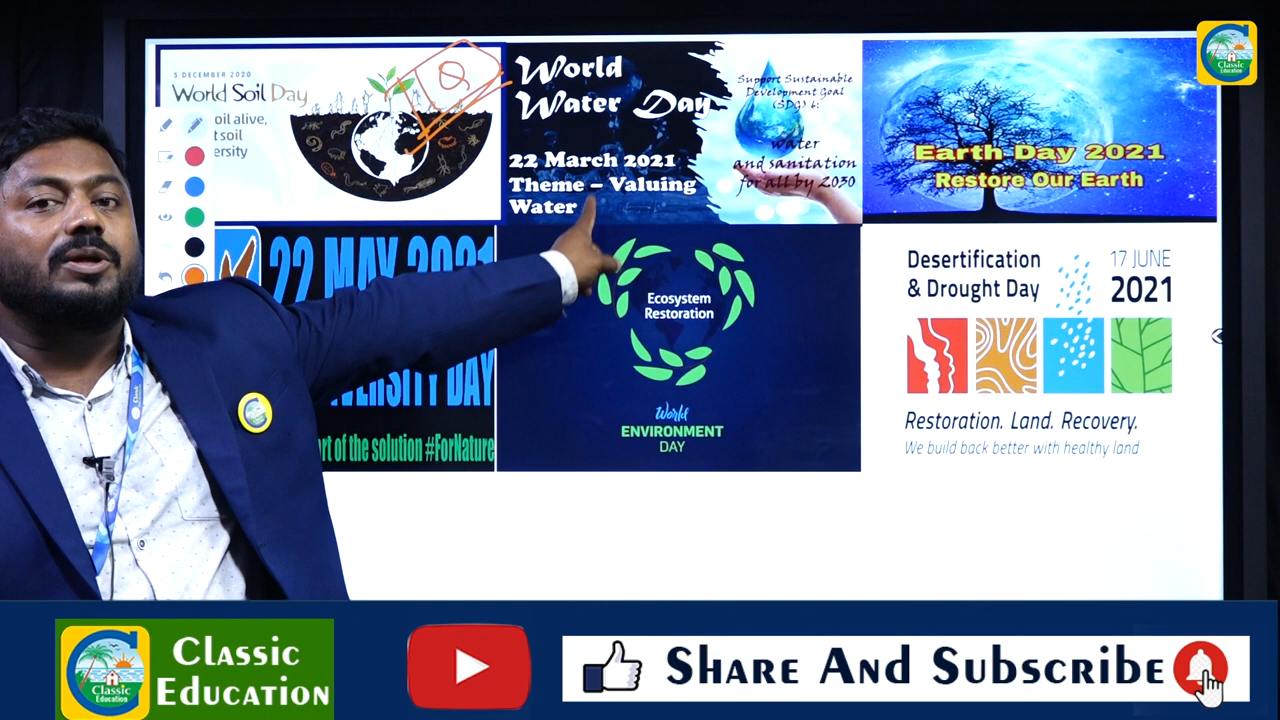 5 DECEMBER 2020
World Soil Day
oil alive,
t soil
ersity
World
Water Day
22 March 2021
Theme – Valuing
Water
Support Sustainable
Development Goal
(SDG) 6:
water
and sanitation
for all by 2030
Earth Day 2021
Restore Our Earth
Classic
Education
22 MAY 2021
VERSITY DAY
rt of the solution #ForNature
Ecosystem
Restoration
World
ENVIRONMENT
DAY
Desertification
& Drought Day
17 JUNE
2021
Restoration. Land. Recovery.
We build back better with healthy land
Classic
Education
CLASSIC
EDUCATION
SHARE AND SUBSCRIBE